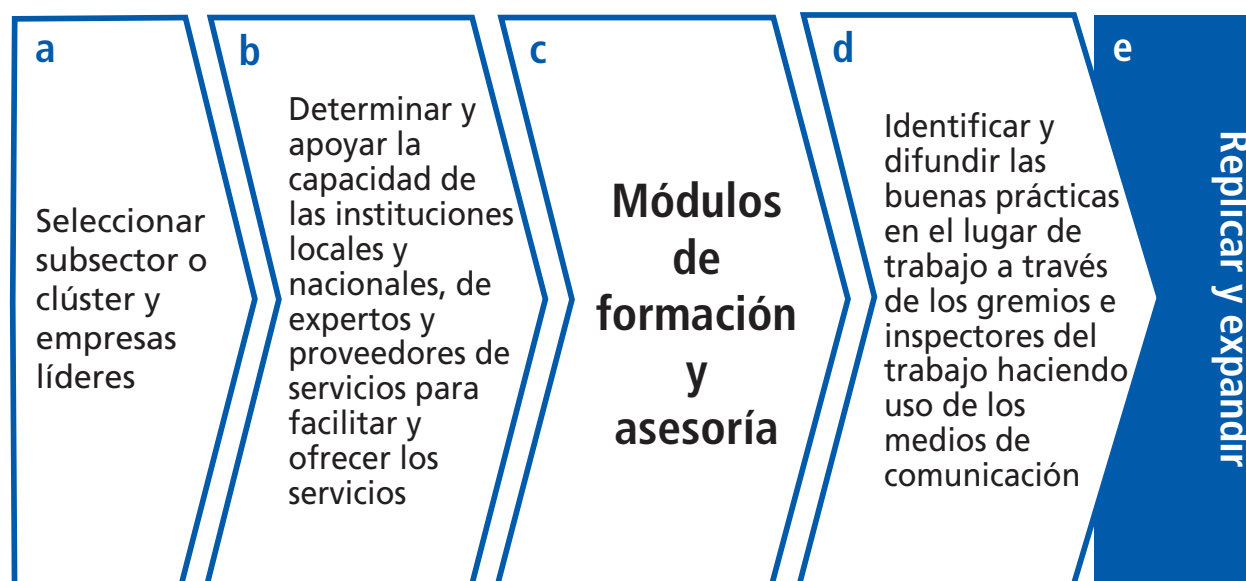 a
Seleccionar
subsector o
clúster y
empresas
líderes
b
Determinar y
apoyar la
capacidad de
las instituciones
locales y
nacionales, de
expertos y
proveedores de
servicios para
facilitar y
ofrecer los
servicios
c
Módulos
de
formación
y
asesoría
d
Identificar y
difundir las
buenas prácticas
en el lugar de
trabajo a través
de los gremios e
inspectores del
trabajo haciendo
uso de los
medios de
comunicación
e
Replicar y expandir